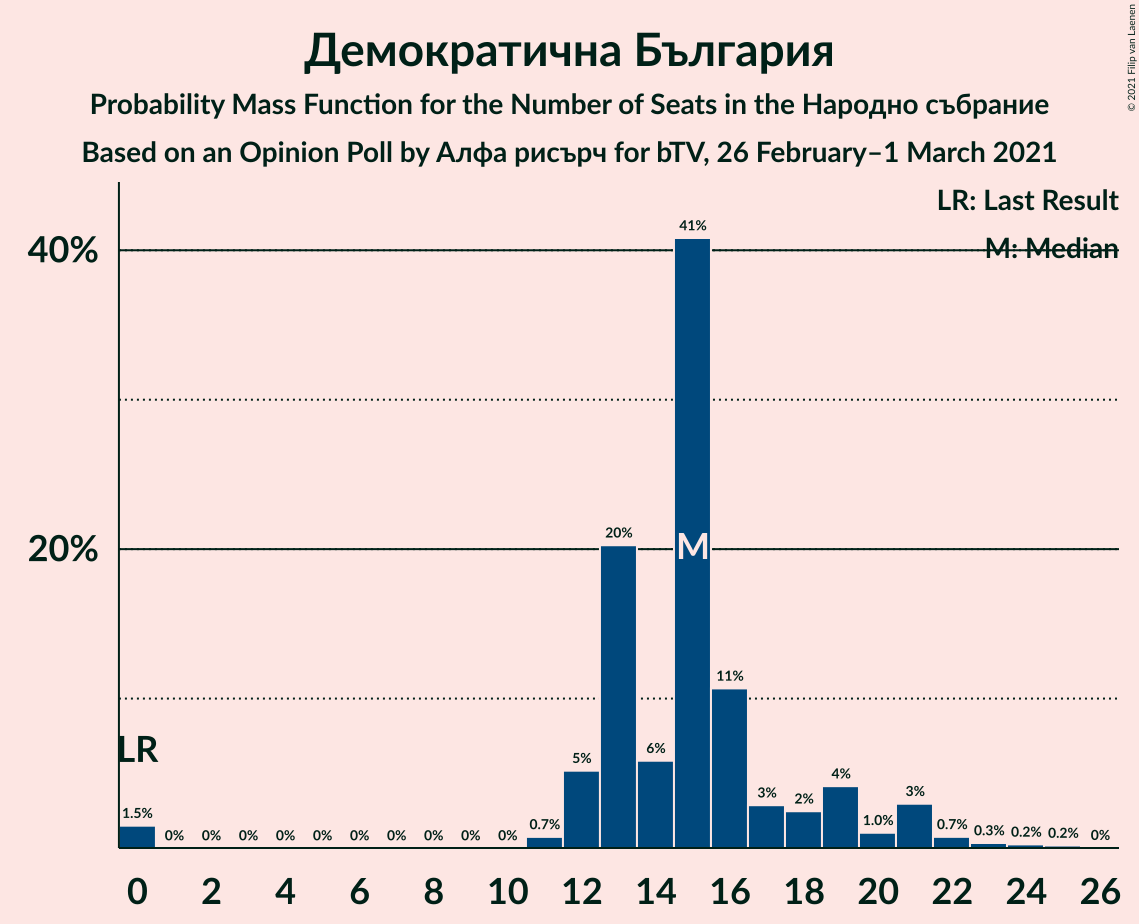 Демократична България
Probability Mass Function for the Number of Seats in the Народно събрание
Based on an Opinion Poll by Алфа рисърч for bTV, 26 February–1 March 2021
© 2021 Filip van Laenen
LR: Last Result
M: Median
40%
20%
41%
20%
M
11%
LR
6%
5%
4%
3%
2%
3%
1.5%
0% 0% 0% 0% 0% 0% 0% 0% 0% 0% 0.7%
1.0%
0.7% 0.3% 0.2% 0.2% 0%
0 2 4 6 8 10 12 14 16 18 20 22 24 26